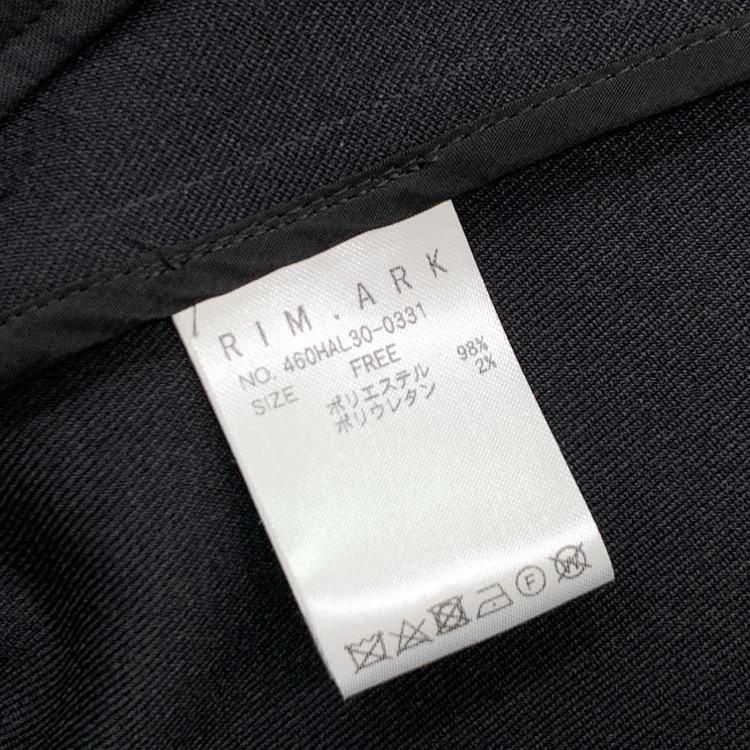 RIM.ARK
NO. 460HAL30-0331
SIZE FREE
ポリエステル 98%
ポリウレタン 2%
F
W